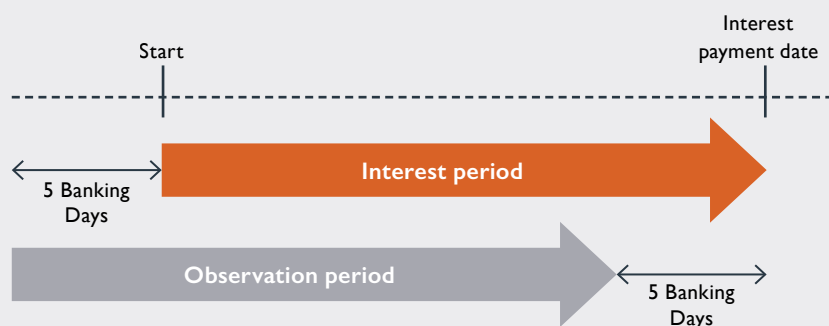 Start
Interest
payment date
Interest period
5 Banking
Days
Observation period
5 Banking
Days